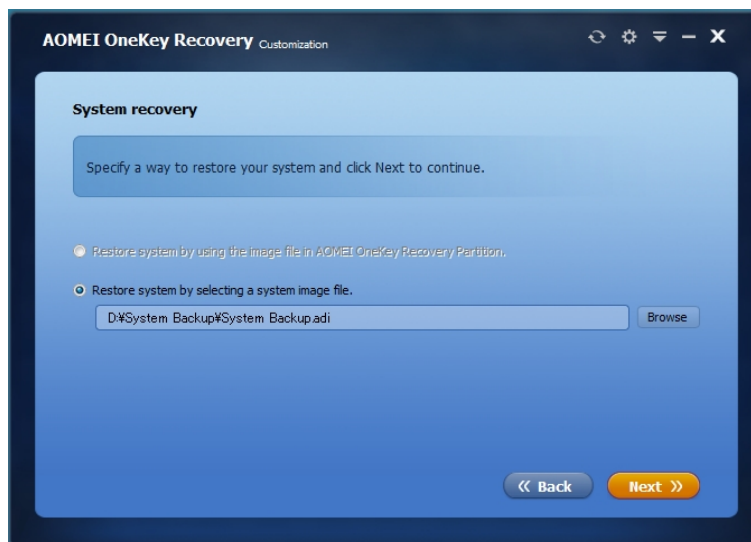 AOMEI OneKey Recovery Customization
System recovery
Specify a way to restore your system and click Next to continue.
Restore system by using the image file in AOMEI OneKey Recovery Partition.
Restore system by selecting a system image file.
D:¥System Backup¥System Backup.adi
Browse
Back
Next